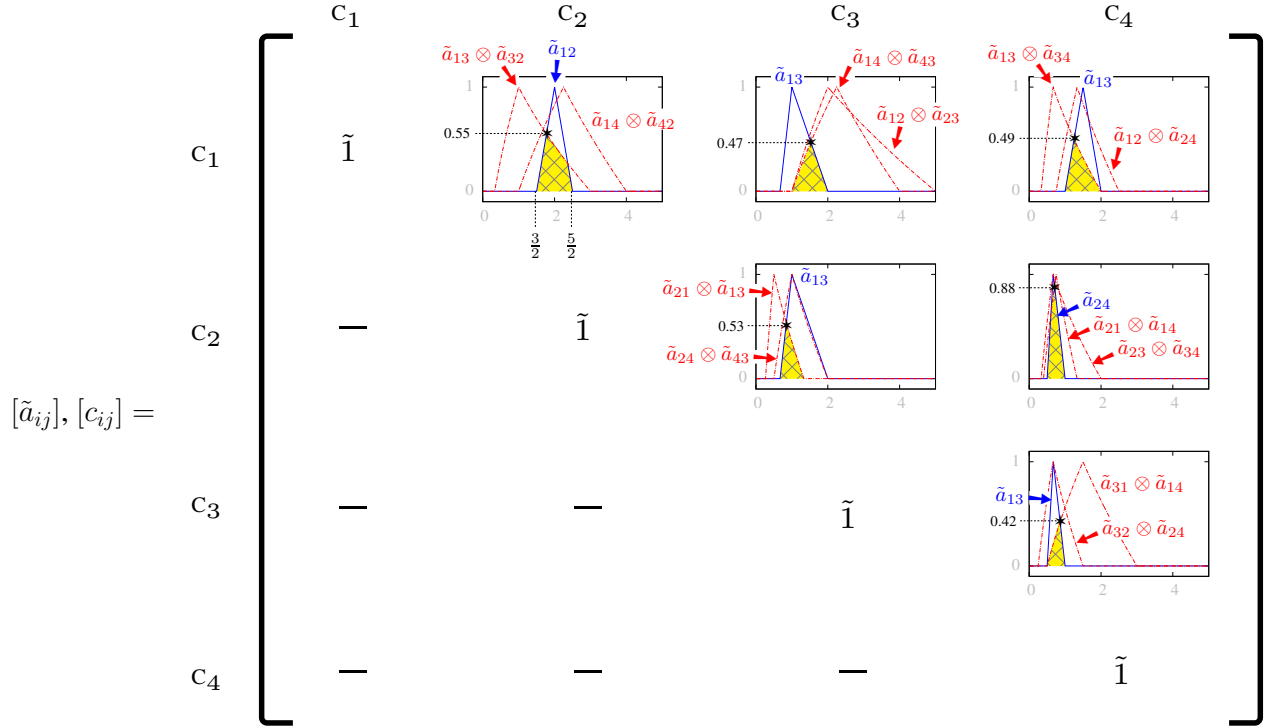 C₁ C₂ C₃ C₄
ã₁₃ ⊗ ã₃₂ ã₁₂
ã₁₄ ⊗ ã₄₂
1
0.55
0
0 2 4
3/2 5/2
ã₁₃ ã₁₄ ⊗ ã₄₃
ã₁₂ ⊗ ã₂₃
1
0.47
0
0 2 4
ã₁₃ ⊗ ã₃₄
ã₁₃
ã₁₂ ⊗ ã₂₄
1
0.49
0
0 2 4
C₁ 1̃
ã₁₃
ã₂₁ ⊗ ã₁₃
ã₂₄ ⊗ ã₄₃
1
0.53
0
0 2 4
ã₂₄
ã₂₁ ⊗ ã₁₄
ã₂₃ ⊗ ã₃₄
0.88
0
0 2 4
C₂ — 1̃
[ãᵢⱼ], [cᵢⱼ] =
ã₃₁ ⊗ ã₁₄
ã₁₃
ã₃₂ ⊗ ã₂₄
1
0.42
0
0 2 4
C₃ — — 1̃
C₄ — — — 1̃